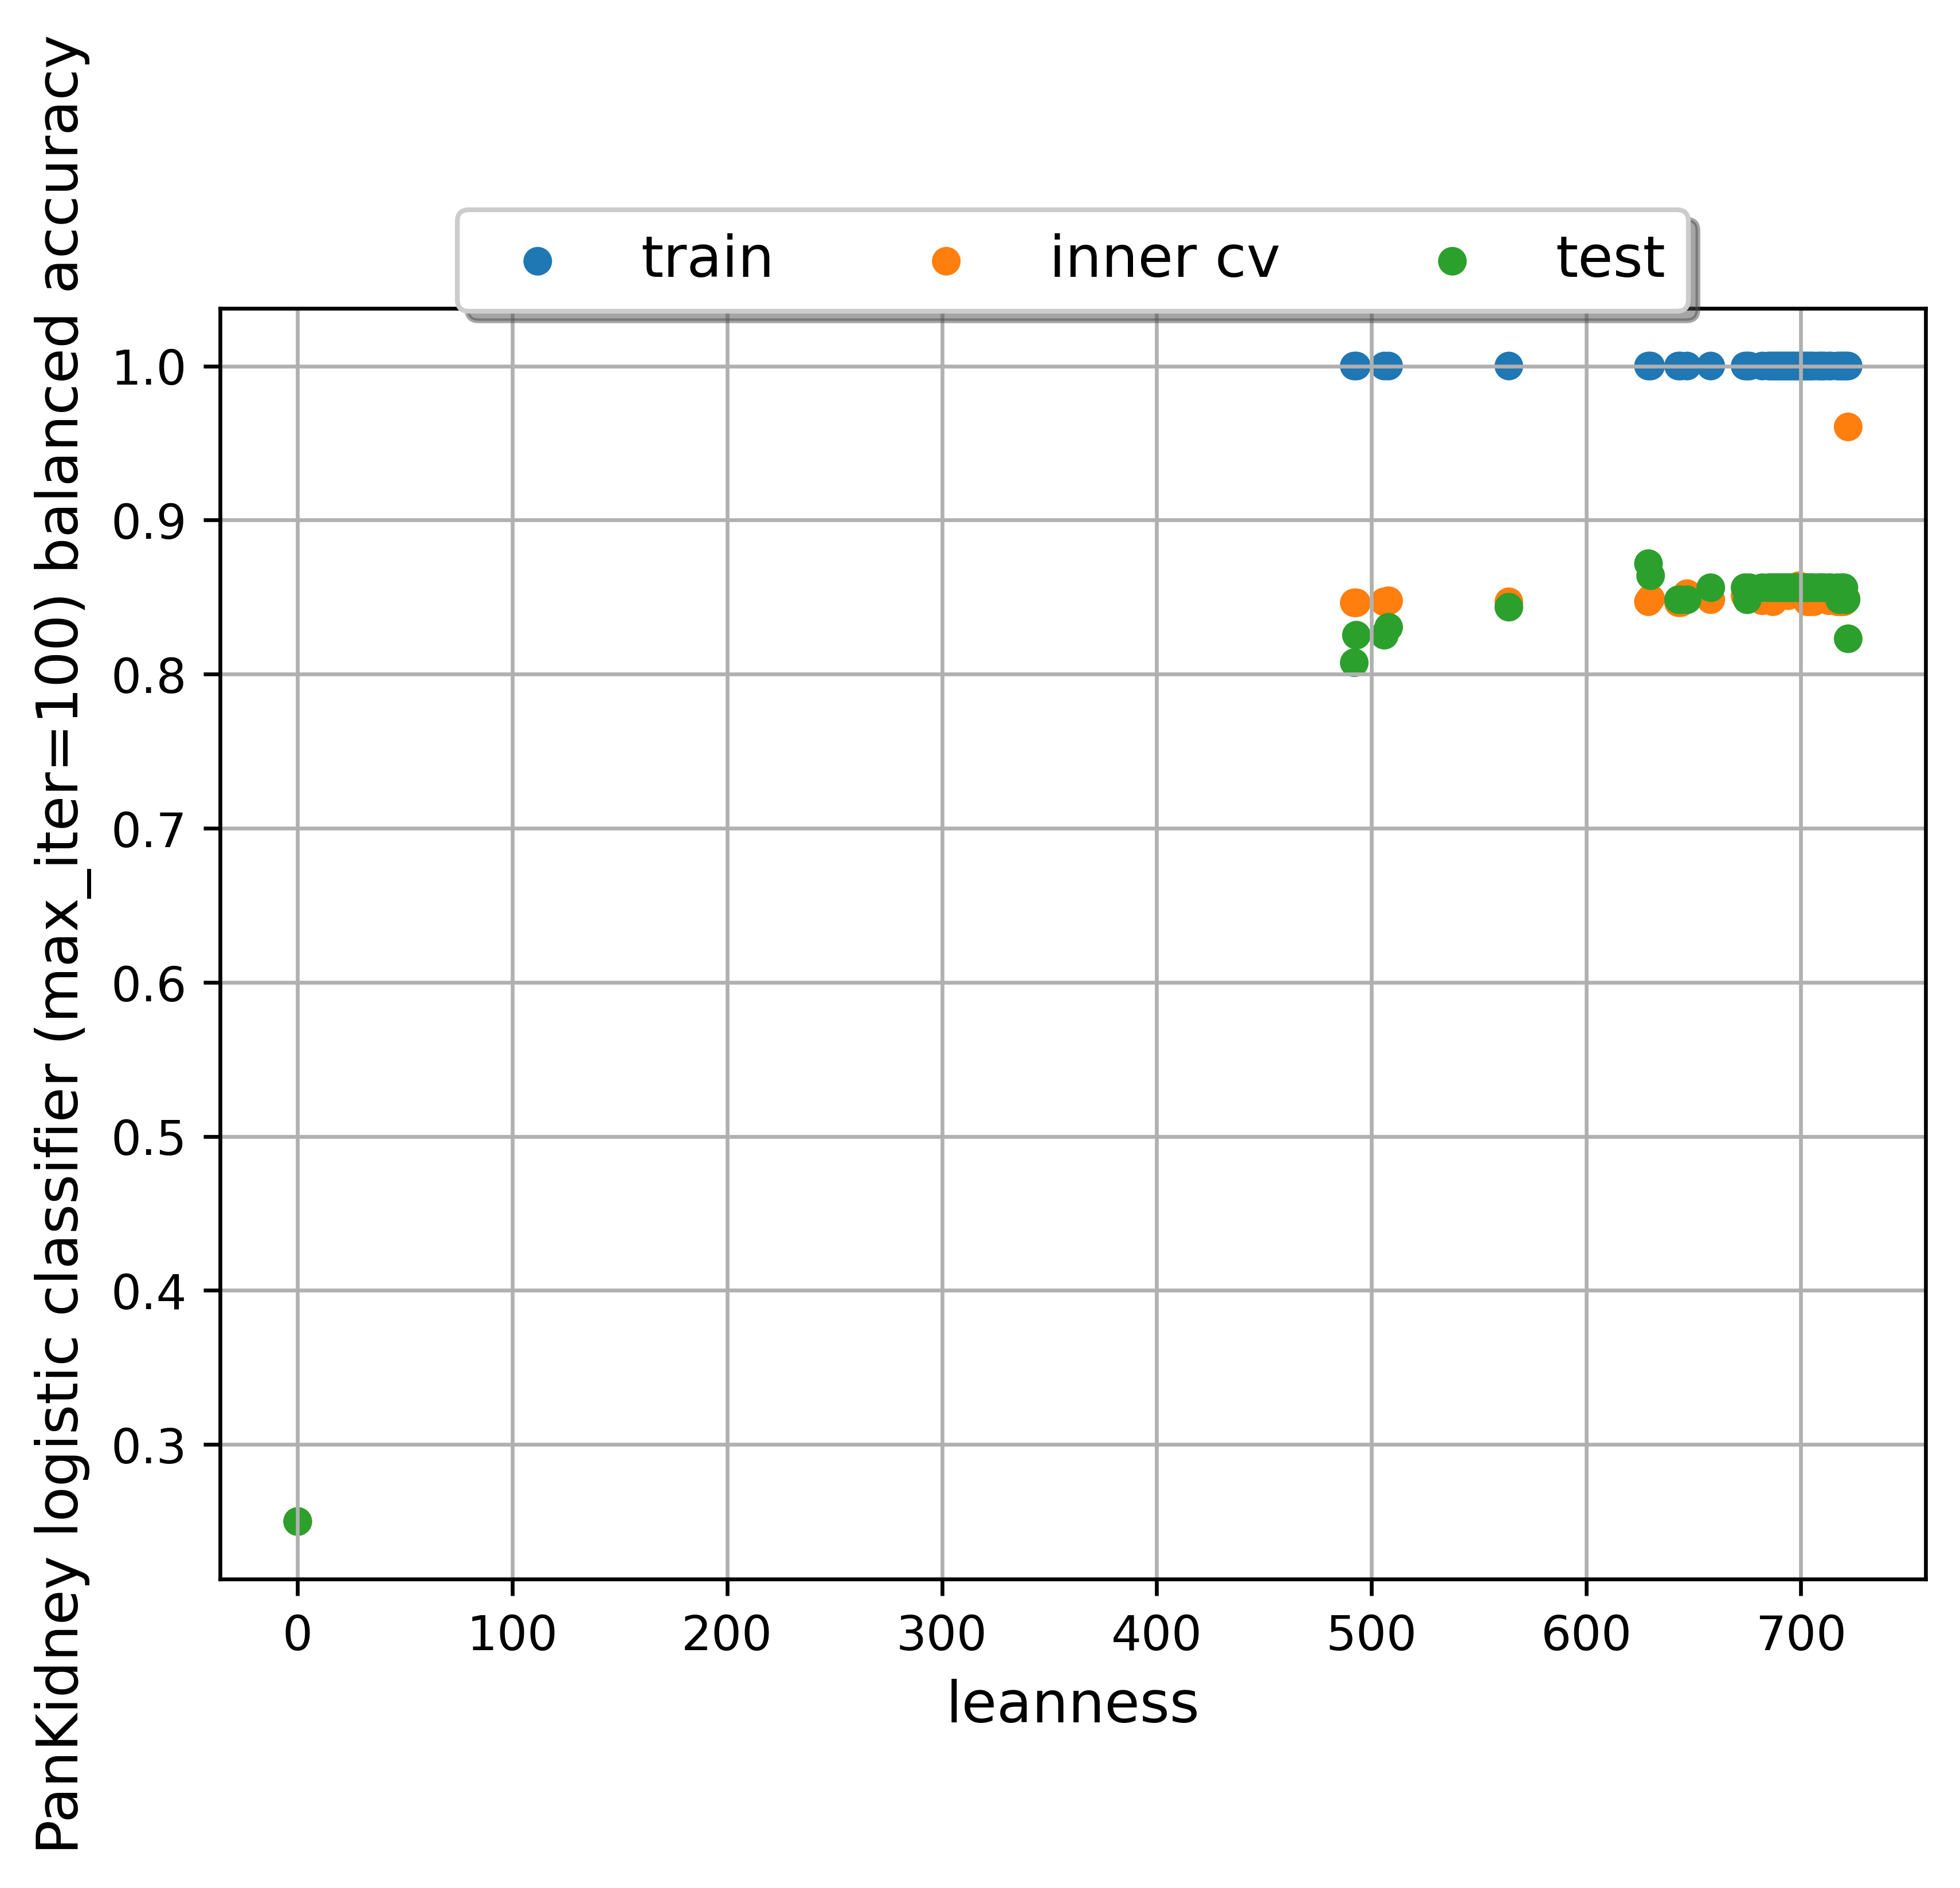 PanKidney logistic classifier (max_iter=100) balanced accuracy
train inner cv test
1.0
0.9
0.8
0.7
0.6
0.5
0.4
0.3
0 100 200 300 400 500 600 700
leanness